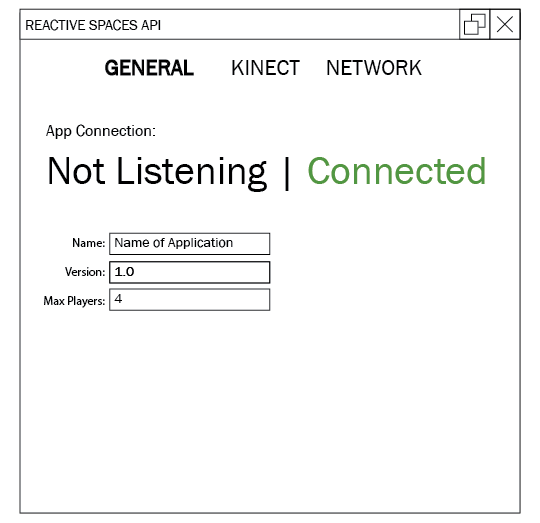 REACTIVE SPACES API
GENERAL KINECT NETWORK
App Connection:
Not Listening | Connected
Name: Name of Application
Version: 1.0
Max Players: 4